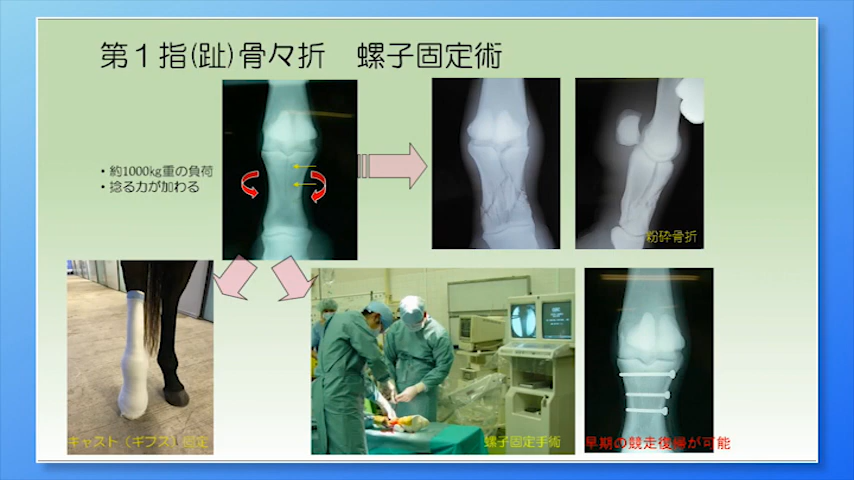 第１指(趾)骨々折　螺子固定術
• 約1000kg重の負荷
• 捻る力が加わる
粉砕骨折
キャスト（ギプス）固定
螺子固定手術
早期の競走復帰が可能